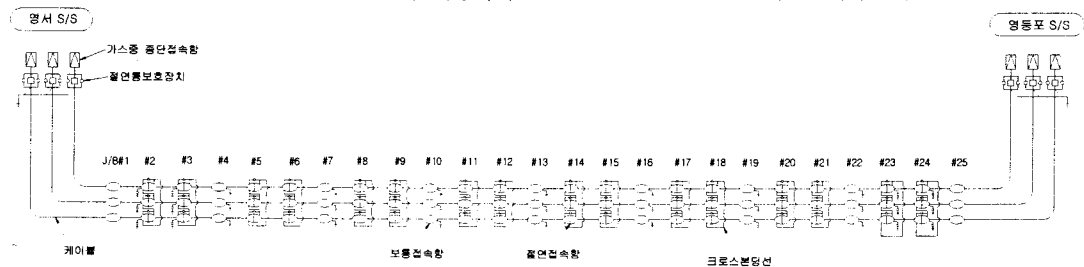 영서 S/S
영등포 S/S
가스중 종단접속함
절연통보호장치
J/B#1 #2 #3 #4 #5 #6 #7 #8 #9 #10 #11 #12 #13 #14 #15 #16 #17 #18 #19 #20 #21 #22 #23 #24 #25
케이블
보통접속함
절연접속함
크로스본딩선